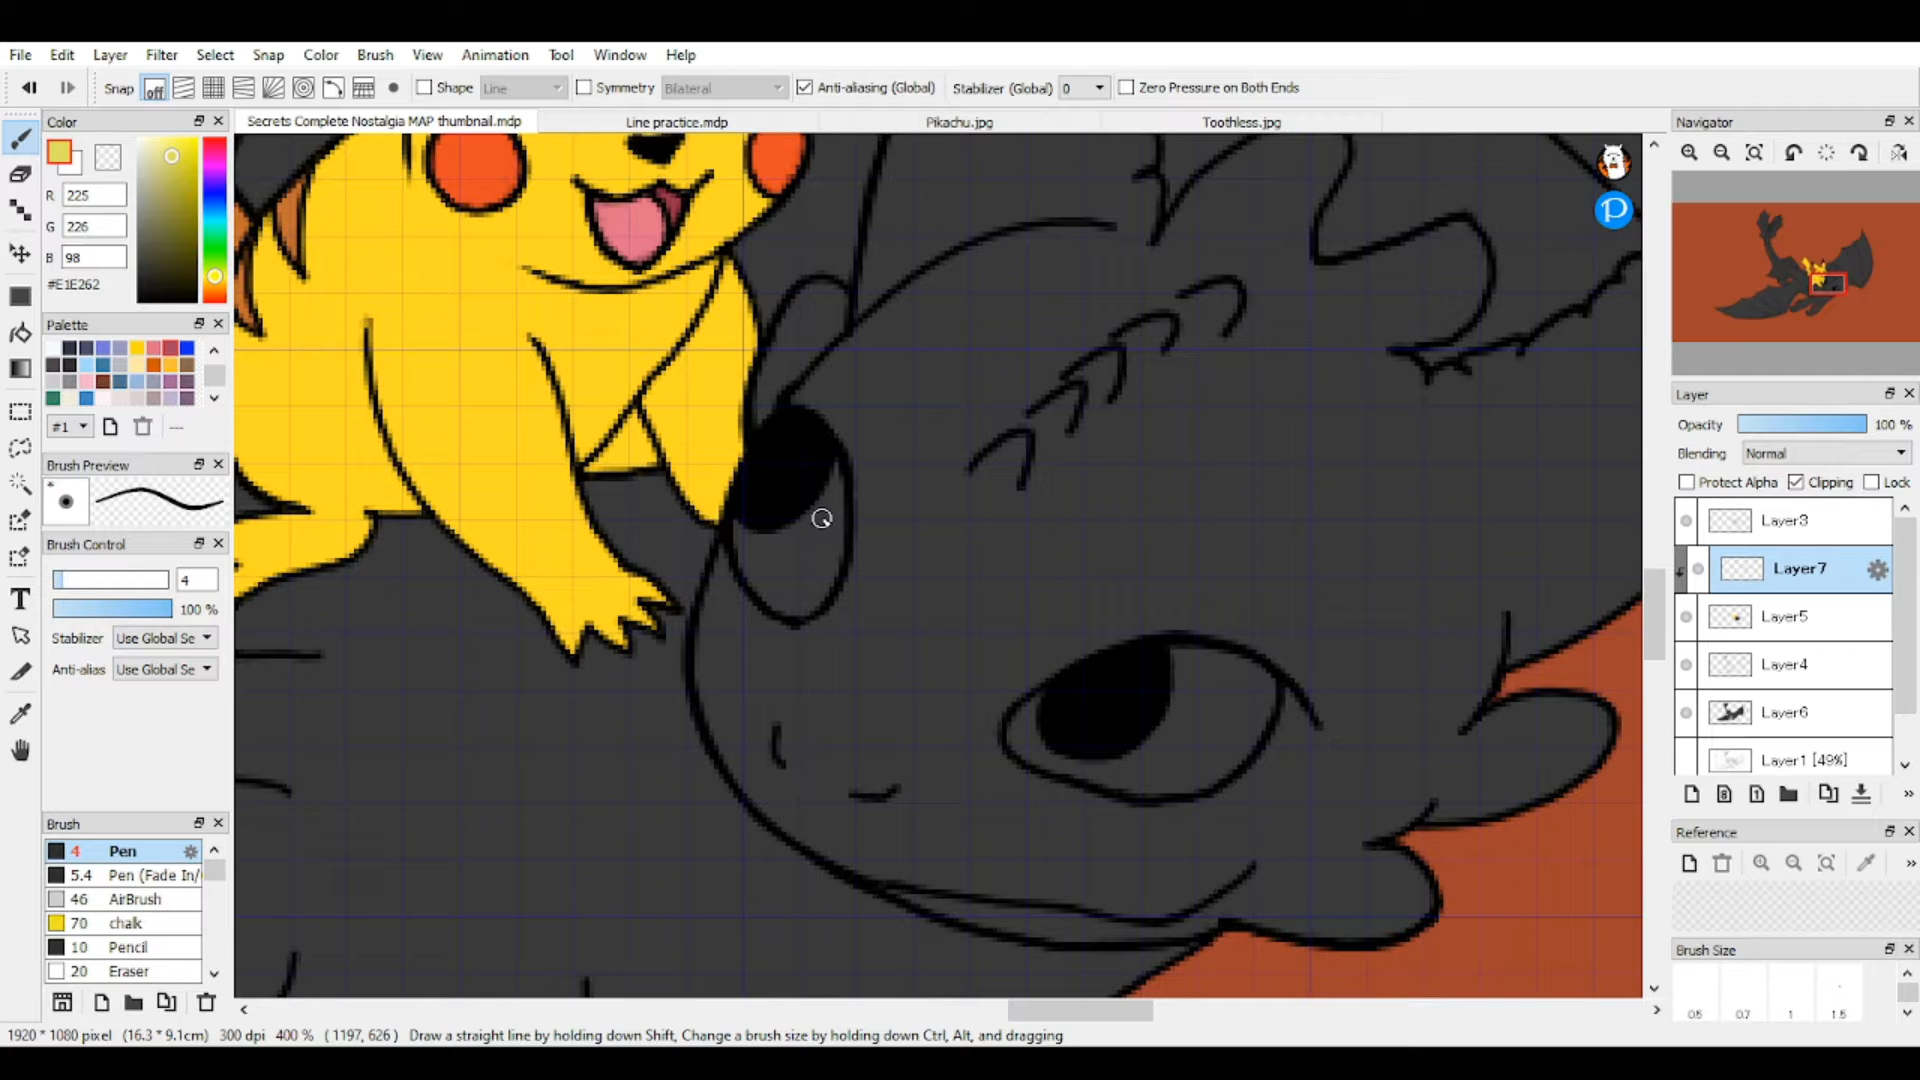 File Edit Layer Filter Select Snap Color Brush View Animation Tool Window Help
Snap off Shape Line Symmetry Bilateral Anti-aliasing (Global) Stabilizer (Global) 0 Zero Pressure on Both Ends
Color
Secrets Complete Nostalgia MAP thumbnail.mdp Line practice.mdp Pikachu.jpg Toothless.jpg
Navigator
R 225
G 226
B 98
#E1E262
Palette
#1 ---
Brush Preview
*
Brush Control
4
100 %
Stabilizer Use Global Se
Anti-alias Use Global Se
T
Brush
4 Pen
5.4 Pen (Fade In/
46 AirBrush
70 chalk
10 Pencil
20 Eraser
P
Layer
Opacity 100 %
Blending Normal
Protect Alpha Clipping Lock
Layer3
Layer7
Layer5
Layer4
Layer6
Layer1 [49%]
8 1
Reference
Brush Size
0.5 0.7 1 1.5
1920 * 1080 pixel (16.3 * 9.1cm) 300 dpi 400 % ( 1197, 626 ) Draw a straight line by holding down Shift, Change a brush size by holding down Ctrl, Alt, and dragging